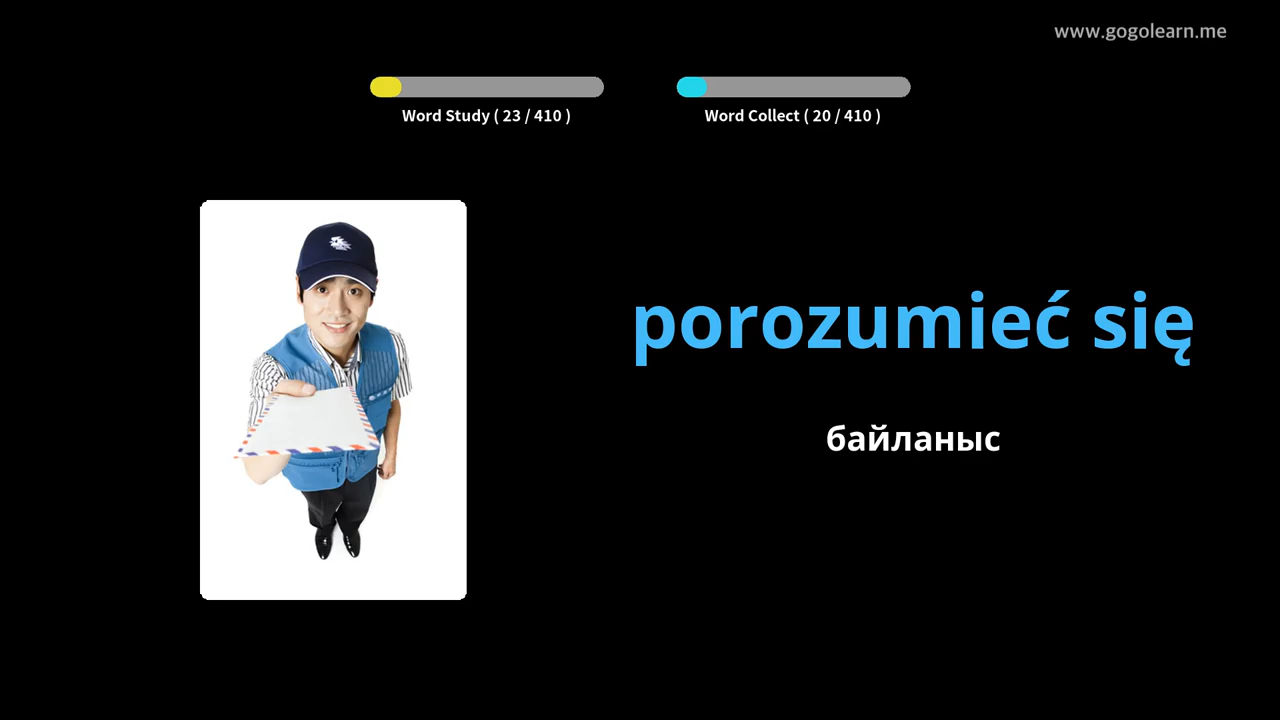 www.gogolearn.me
Word Study ( 23 / 410 )
Word Collect ( 20 / 410 )
porozumieć się
байланыс